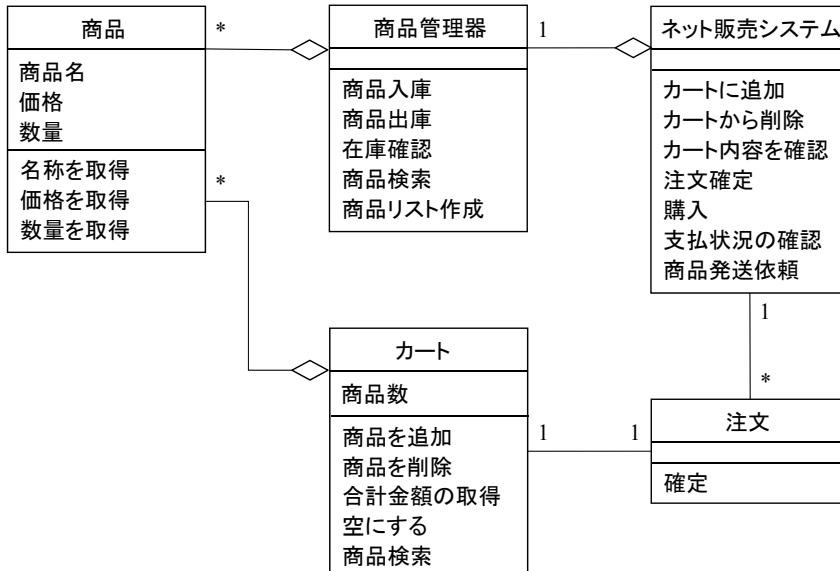 商品
商品名
価格
数量
名称を取得
価格を取得
数量を取得
*
*
商品管理器
商品入庫
商品出庫
在庫確認
商品検索
商品リスト作成
1
ネット販売システム
カートに追加
カートから削除
カート内容を確認
注文確定
購入
支払状況の確認
商品発送依頼
1
*
カート
商品数
商品を追加
商品を削除
合計金額の取得
空にする
商品検索
1
1
注文
確定